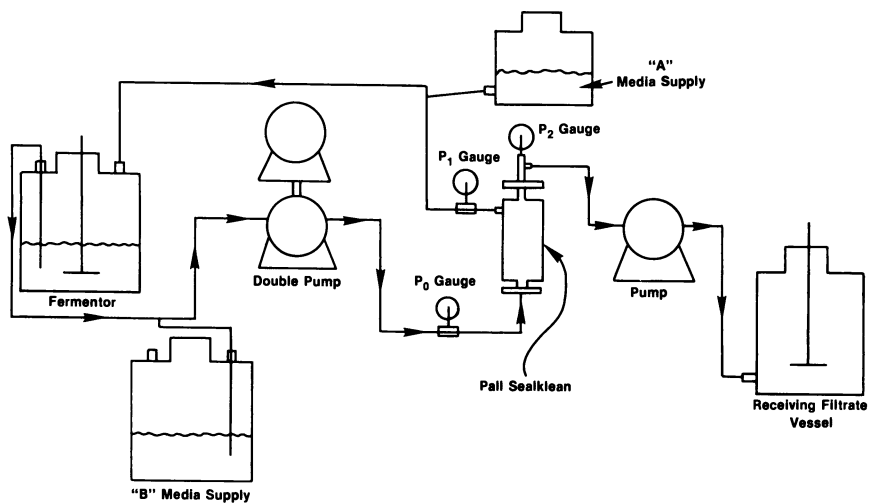 “A”
Media Supply
P2 Gauge
P1 Gauge
Fermentor
Double Pump
P0 Gauge
Pump
Pall Sealklean
Receiving Filtrate
Vessel
“B” Media Supply